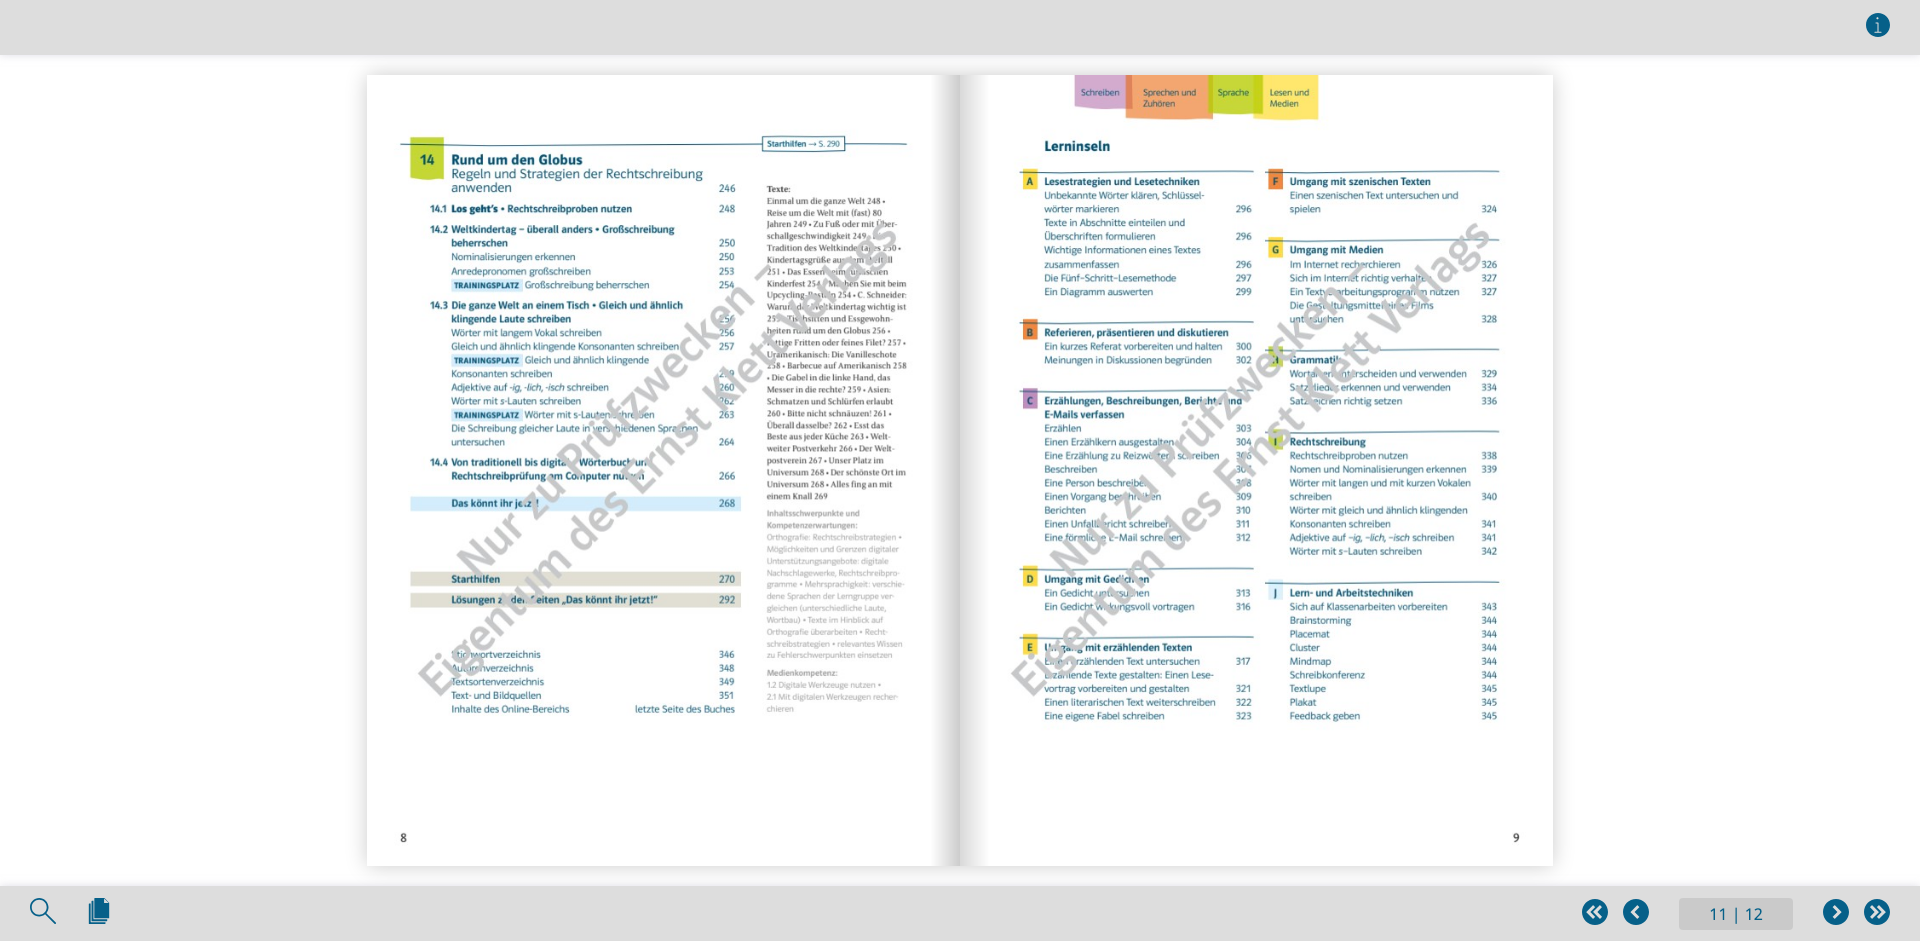 14
Rund um den Globus
Regeln und Strategien der Rechtschreibung
anwenden 246
14.1 Los geht's • Rechtschreibproben nutzen 248
14.2 Weltkindertag – überall anders • Großschreibung
beherrschen 250
Nominalisierungen erkennen 250
Anredepronomen großschreiben 253
TRAININGSPLATZ Großschreibung beherrschen 254
14.3 Die ganze Welt an einem Tisch • Gleich und ähnlich
klingende Laute schreiben 256
Wörter mit langem Vokal schreiben 256
Gleich und ähnlich klingende Konsonanten schreiben 257
TRAININGSPLATZ Gleich und ähnlich klingende
Konsonanten schreiben
Adjektive auf -ig, -lich, -isch schreiben 260
Wörter mit s-Lauten schreiben 262
TRAININGSPLATZ Wörter mit s-Lauten schreiben 263
Die Schreibung gleicher Laute in verschiedenen Sprachen
untersuchen 264
14.4 Von traditionell bis digital • Wörterbuch und
Rechtschreibprüfung am Computer nutzen 266
Das könnt ihr jetzt! 268
Starthilfen 270
Lösungen zu den Seiten „Das könnt ihr jetzt!" 292
Stichwortverzeichnis 346
Autorenverzeichnis 348
Textsortenverzeichnis 349
Text- und Bildquellen 351
Inhalte des Online-Bereichs letzte Seite des Buches
Starthilfen → S. 290
Texte:
Einmal um die ganze Welt 248 •
Reise um die Welt mit (fast) 80
Jahren 249 • Zu Fuß oder mit Über-
schallgeschwindigkeit 249 •
Tradition des Weltkindertages 250 •
Kindertagsgrüße aus dem Weltall
251 • Das Essen beim türkischen
Kinderfest 254 • Machen Sie mit beim
Upcycling-Basteln 254 • C. Schneider:
Warum der Weltkindertag wichtig ist
255 • Tischsitten und Essgewohn-
heiten rund um den Globus 256 •
Fettige Fritten oder feines Filet? 257 •
Uramerikanisch: Die Vanilleschote
258 • Barbecue auf Amerikanisch 258
• Die Gabel in die linke Hand, das
Messer in die rechte? 259 • Asien:
Schmatzen und Schlürfen erlaubt
260 • Bitte nicht schnäuzen! 261 •
Überall dasselbe? 262 • Esst das
Beste aus jeder Küche 263 • Welt-
weiter Postverkehr 266 • Der Welt-
postverein 267 • Unser Platz im
Universum 268 • Der schönste Ort im
Universum 268 • Alles fing an mit
einem Knall 269
Inhaltsschwerpunkte und
Kompetenzerwartungen:
Orthografie: Rechtschreibstrategien •
Möglichkeiten und Grenzen digitaler
Unterstützungsangebote: digitale
Nachschlagewerke, Rechtschreibpro-
gramme • Mehrsprachigkeit: verschie-
dene Sprachen der Lerngruppe ver-
gleichen (unterschiedliche Laute,
Wortbau) • Texte im Hinblick auf
Orthografie überarbeiten • Recht-
schreibstrategien • relevantes Wissen
zu Fehlerschwerpunkten einsetzen
Medienkompetenz:
1.2 Digitale Werkzeuge nutzen •
2.1 Mit digitalen Werkzeugen recher-
chieren
Nur zu Prüfzwecken –
Eigentum des Ernst Klett Verlags
8
Schreiben
Sprechen und
Zuhören
Sprache
Lesen und
Medien
Lerninseln
A Lesestrategien und Lesetechniken
Unbekannte Wörter klären, Schlüssel-
wörter markieren 296
Texte in Abschnitte einteilen und
Überschriften formulieren 296
Wichtige Informationen eines Textes
zusammenfassen 296
Die Fünf-Schritt-Lesemethode 297
Ein Diagramm auswerten 299
B Referieren, präsentieren und diskutieren
Ein kurzes Referat vorbereiten und halten 300
Meinungen in Diskussionen begründen 302
C Erzählungen, Beschreibungen, Berichte und
E-Mails verfassen
Erzählen 303
Einen Erzählkern ausgestalten 304
Eine Erzählung zu Reizwörtern schreiben 306
Beschreiben
Eine Person beschreiben 308
Einen Vorgang beschreiben 309
Berichten 310
Einen Unfallbericht schreiben 311
Eine förmliche E-Mail schreiben 312
D Umgang mit Gedichten
Ein Gedicht untersuchen 313
Ein Gedicht wirkungsvoll vortragen 316
E Umgang mit erzählenden Texten
Einen erzählenden Text untersuchen 317
Erzählende Texte gestalten: Einen Lese-
vortrag vorbereiten und gestalten 321
Einen literarischen Text weiterschreiben 322
Eine eigene Fabel schreiben 323
F Umgang mit szenischen Texten
Einen szenischen Text untersuchen und
spielen 324
G Umgang mit Medien
Im Internet recherchieren 326
Sich im Internet richtig verhalten 327
Ein Textverarbeitungsprogramm nutzen 327
Die Gestaltungsmittel eines Films
untersuchen 328
H Grammatik
Wortarten unterscheiden und verwenden 329
Satzglieder erkennen und verwenden 334
Satzzeichen richtig setzen 336
I Rechtschreibung
Rechtschreibproben nutzen 338
Nomen und Nominalisierungen erkennen 339
Wörter mit langen und mit kurzen Vokalen
schreiben 340
Wörter mit gleich und ähnlich klingenden
Konsonanten schreiben 341
Adjektive auf -ig, -lich, -isch schreiben 341
Wörter mit s-Lauten schreiben 342
J Lern- und Arbeitstechniken
Sich auf Klassenarbeiten vorbereiten 343
Brainstorming 344
Placemat 344
Cluster 344
Mindmap 344
Schreibkonferenz 344
Textlupe 345
Plakat 345
Feedback geben 345
Nur zu Prüfzwecken –
Eigentum des Ernst Klett Verlags
9
11 | 12